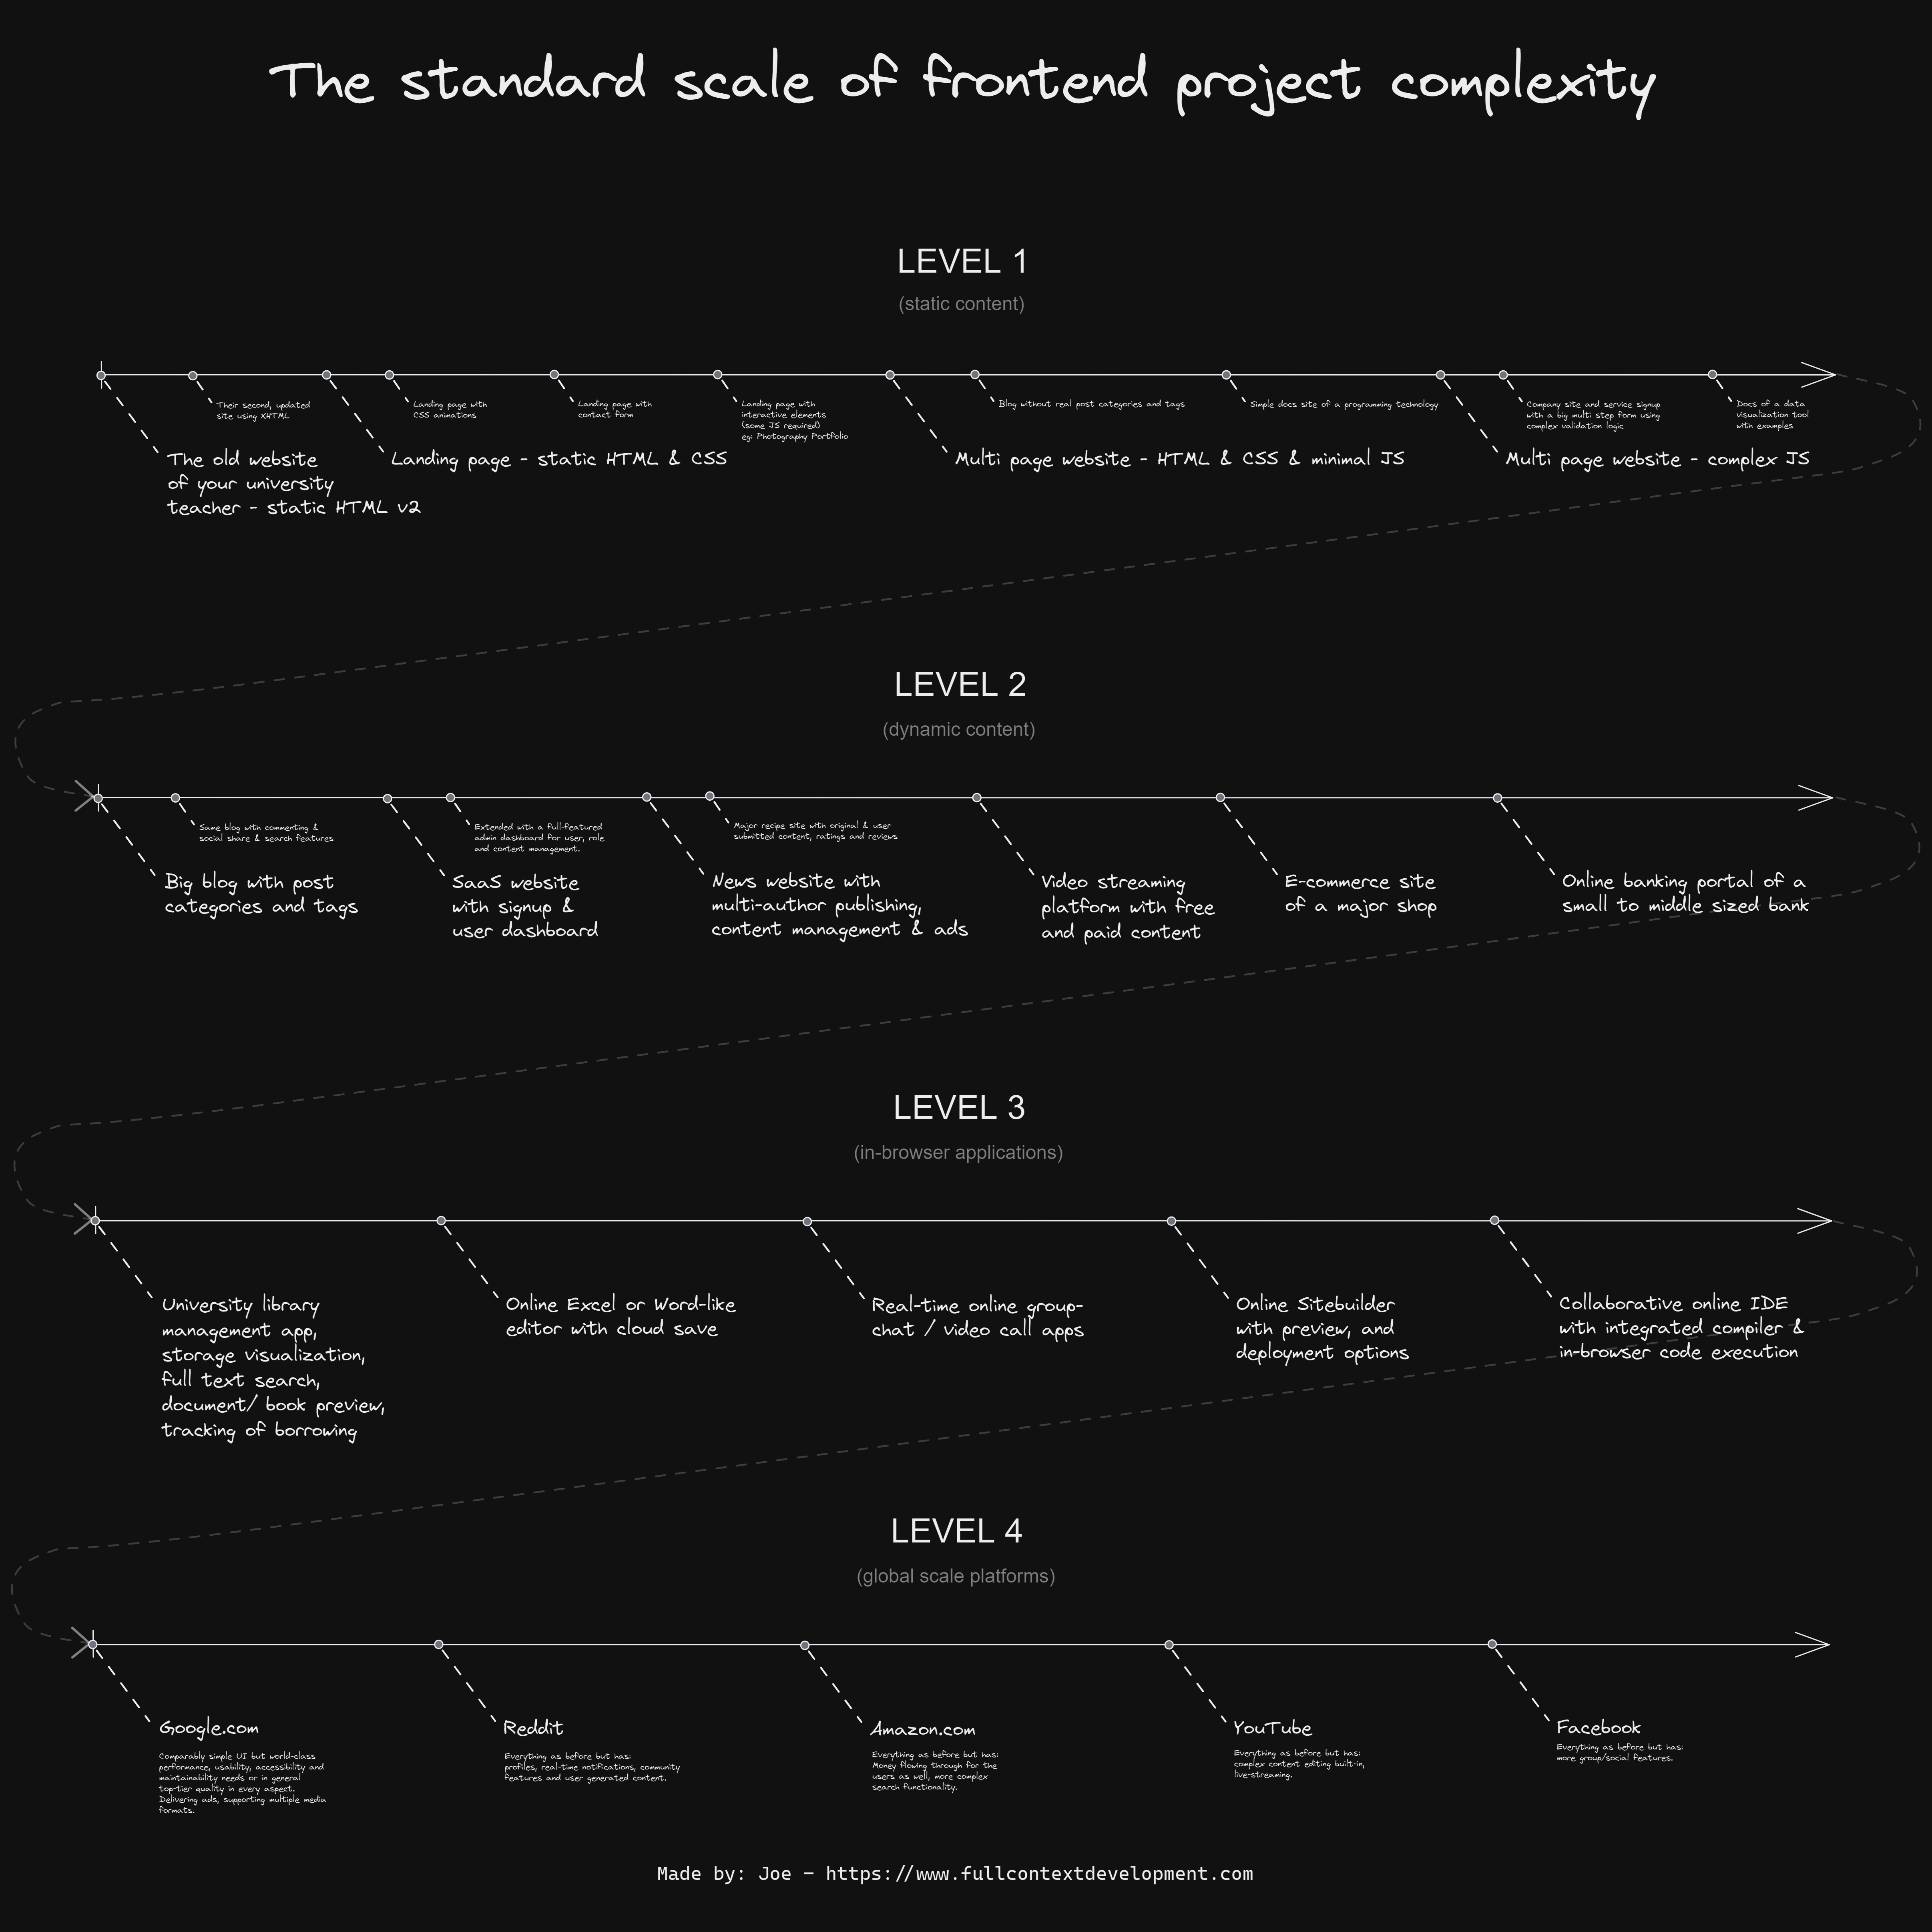 The standard scale of frontend project complexity
LEVEL 1
(static content)
Their second, updated
site using XHTML
Landing page with
CSS animations
Landing page with
contact form
Landing page with
interactive elements
(some JS required)
eg: Photography Portfolio
Blog without real post categories and tags
Simple docs site of a programming technology
Company site and service signup
with a big multi step form using
complex validation logic
Docs of a data
visualization tool
with examples
The old website
of your university
teacher - static HTML v2
Landing page - static HTML & CSS
Multi page website - HTML & CSS & minimal JS
Multi page website - complex JS
LEVEL 2
(dynamic content)
Same blog with commenting &
social share & search features
Extended with a full-featured
admin dashboard for user, role
and content management.
Major recipe site with original & user
submitted content, ratings and reviews
Big blog with post
categories and tags
SaaS website
with signup &
user dashboard
News website with
multi-author publishing,
content management & ads
Video streaming
platform with free
and paid content
E-commerce site
of a major shop
Online banking portal of a
small to middle sized bank
LEVEL 3
(in-browser applications)
University library
management app,
storage visualization,
full text search,
document/ book preview,
tracking of borrowing
Online Excel or Word-like
editor with cloud save
Real-time online group-
chat / video call apps
Online Sitebuilder
with preview, and
deployment options
Collaborative online IDE
with integrated compiler &
in-browser code execution
LEVEL 4
(global scale platforms)
Google.com
Comparably simple UI but world-class
performance, usability, accessibility and
maintainability needs or in general
top-tier quality in every aspect.
Delivering ads, supporting multiple media
formats.
Reddit
Everything as before but has:
profiles, real-time notifications, community
features and user generated content.
Amazon.com
Everything as before but has:
Money flowing through for the
users as well, more complex
search functionality.
YouTube
Everything as before but has:
complex content editing built-in,
live-streaming.
Facebook
Everything as before but has:
more group/social features.
Made by: Joe - https://www.fullcontextdevelopment.com